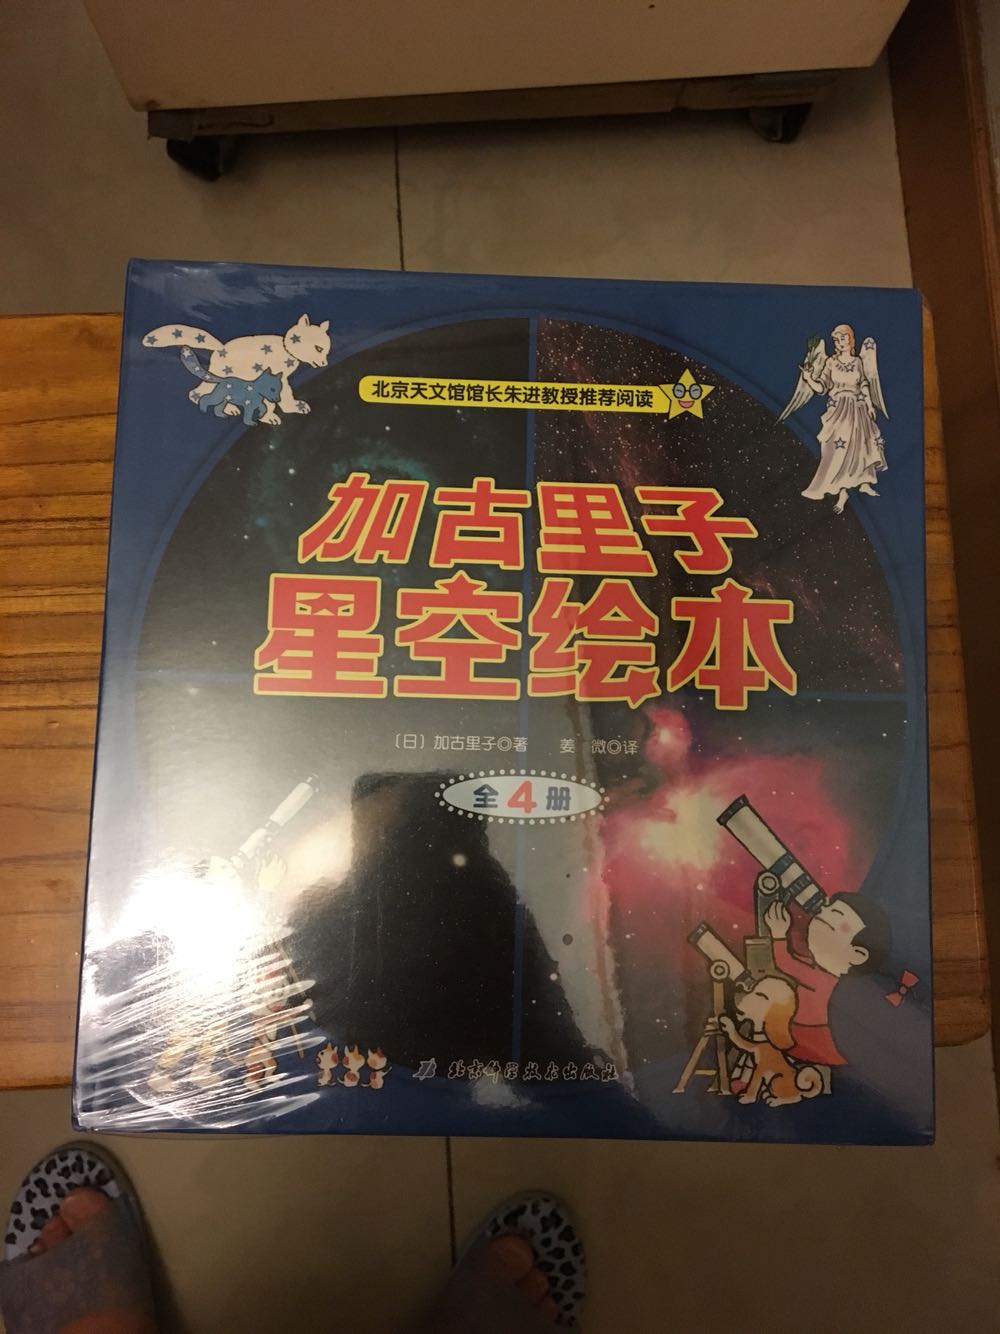 北京天文馆馆长朱进教授推荐阅读
加古里子
星空绘本
〔日〕加古里子◎著 姜 微◎译
全4册
北京科学技术出版社